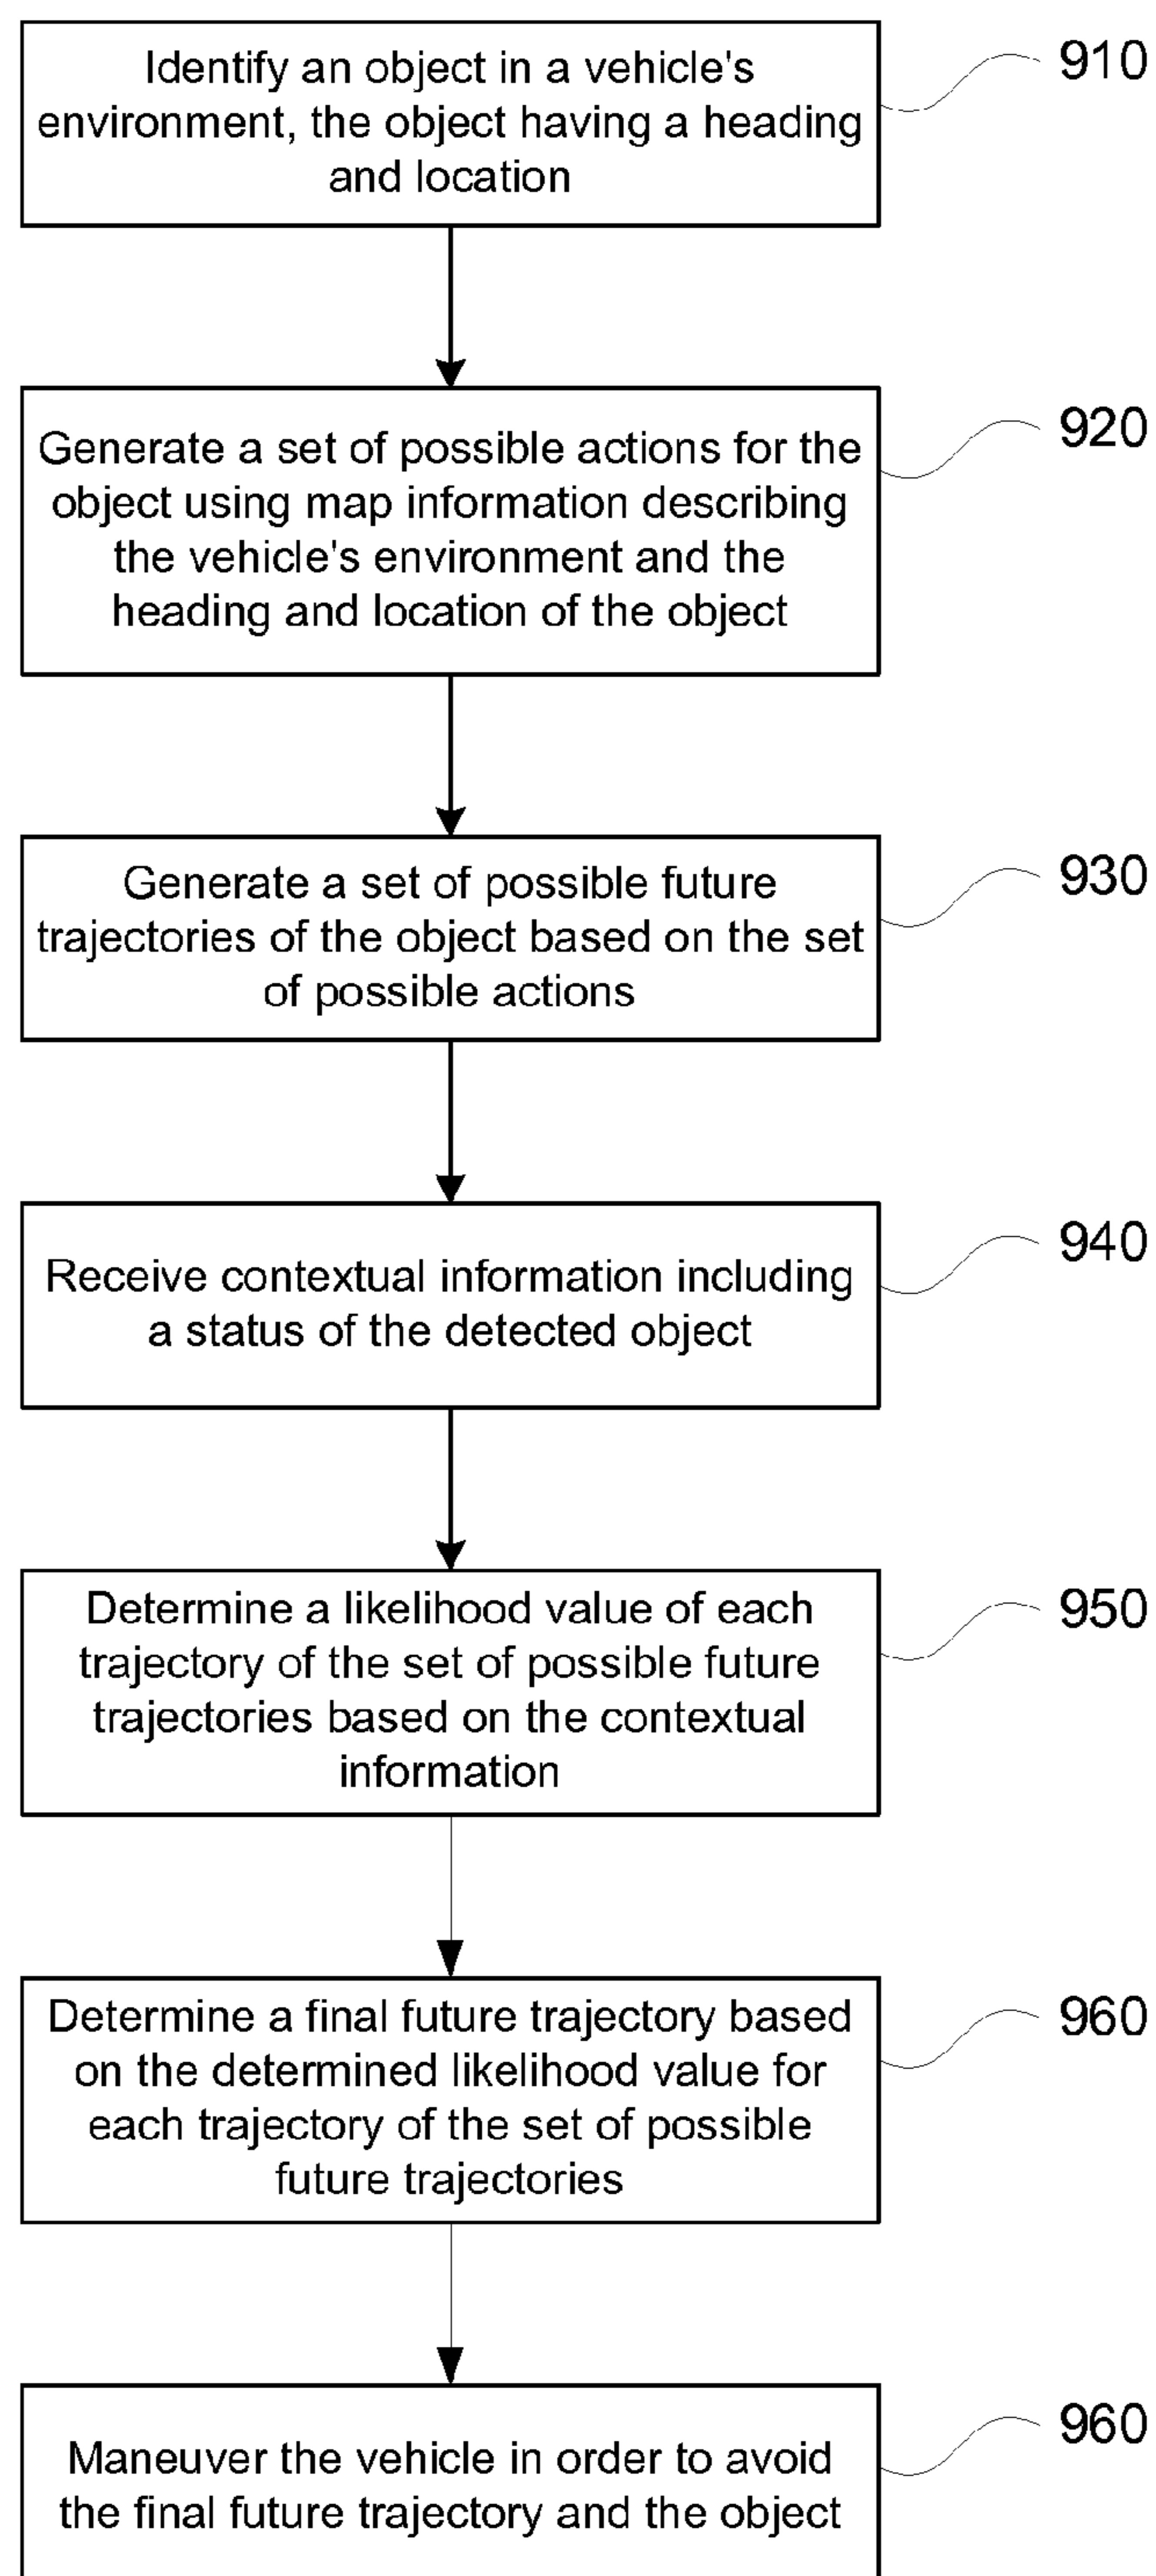 Identify an object in a vehicle's
environment, the object having a heading
and location
910
Generate a set of possible actions for the
object using map information describing
the vehicle's environment and the
heading and location of the object
920
Generate a set of possible future
trajectories of the object based on the set
of possible actions
930
Receive contextual information including
a status of the detected object
940
Determine a likelihood value of each
trajectory of the set of possible future
trajectories based on the contextual
information
950
Determine a final future trajectory based
on the determined likelihood value for
each trajectory of the set of possible
future trajectories
960
Maneuver the vehicle in order to avoid
the final future trajectory and the object
960